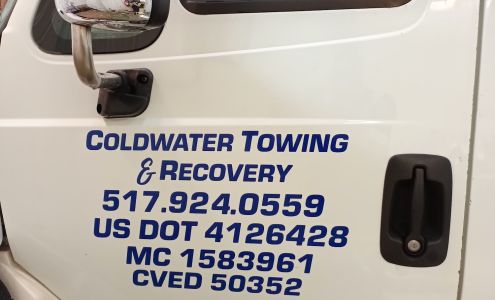 COLDWATER TOWING
& RECOVERY
517.924.0559
US DOT 4126428
MC 1583961
CVED 50352